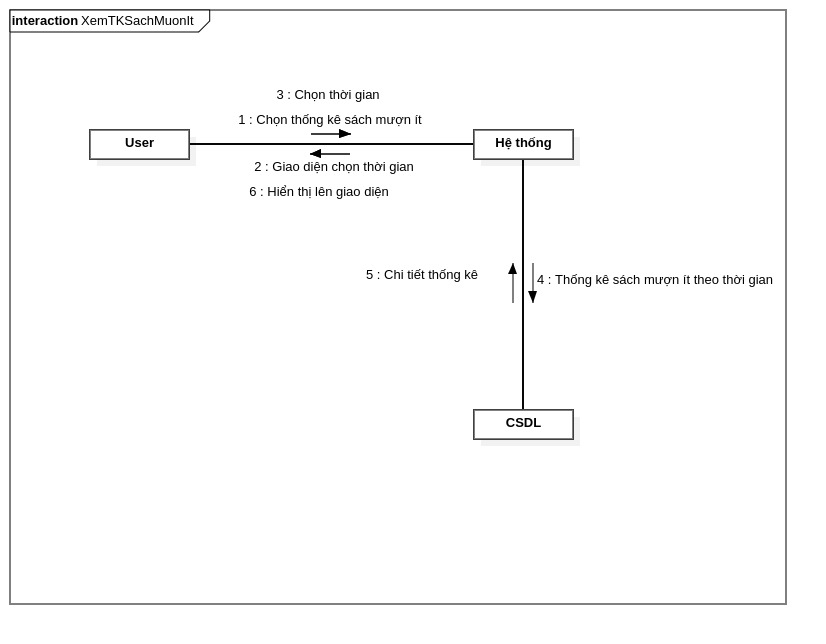 interaction XemTKSachMuonIt
3 : Chọn thời gian
1 : Chọn thống kê sách mượn ít
User
Hệ thống
2 : Giao diện chọn thời gian
6 : Hiển thị lên giao diện
5 : Chi tiết thống kê
4 : Thống kê sách mượn ít theo thời gian
CSDL